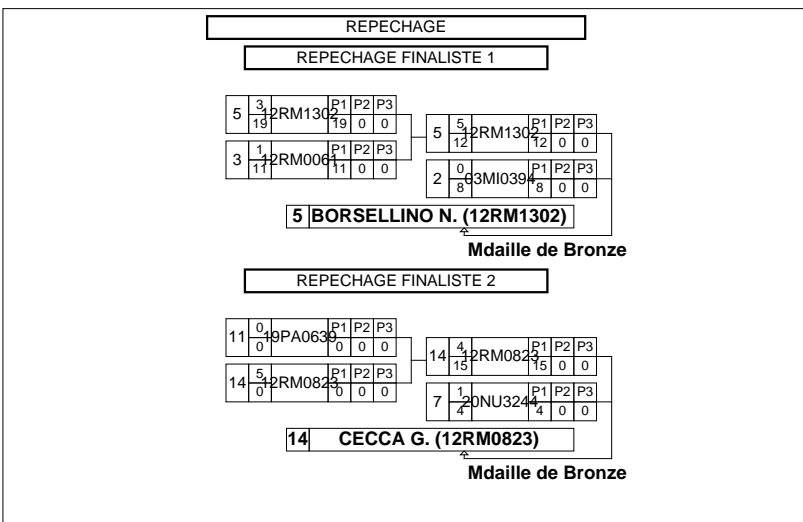 REPECHAGE
REPECHAGE FINALISTE 1
5 3 19 12RM1302 P1 P2 P3 19 0 0
3 1 11 12RM0061 P1 P2 P3 11 0 0
5 5 12 12RM1302 P1 P2 P3 12 0 0
2 0 8 03MI0394 P1 P2 P3 8 0 0
5 BORSELLINO N. (12RM1302)
Mdaille de Bronze
REPECHAGE FINALISTE 2
11 0 0 19PA0639 P1 P2 P3 0 0 0
14 5 0 12RM0823 P1 P2 P3 0 0 0
14 4 15 12RM0823 P1 P2 P3 15 0 0
7 1 4 20NU3244 P1 P2 P3 4 0 0
14 CECCA G. (12RM0823)
Mdaille de Bronze